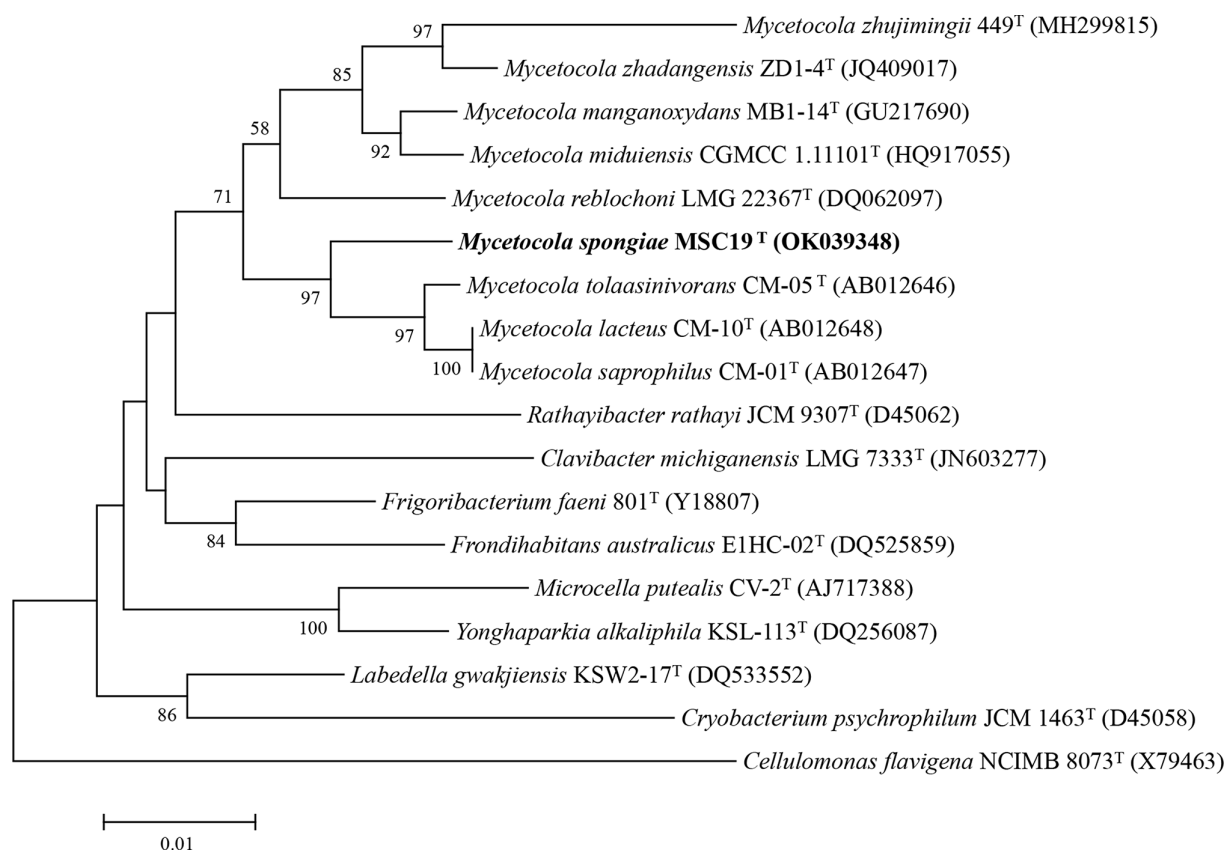 97
Mycetocola zhujimingii 449ᵀ (MH299815)
Mycetocola zhadangensis ZD1-4ᵀ (JQ409017)
85
Mycetocola manganoxydans MB1-14ᵀ (GU217690)
92
Mycetocola miduiensis CGMCC 1.11101ᵀ (HQ917055)
58
Mycetocola reblochoni LMG 22367ᵀ (DQ062097)
71
Mycetocola spongiae MSC19 ᵀ (OK039348)
97
Mycetocola tolaasinivorans CM-05 ᵀ (AB012646)
97
Mycetocola lacteus CM-10ᵀ (AB012648)
100
Mycetocola saprophilus CM-01ᵀ (AB012647)
Rathayibacter rathayi JCM 9307ᵀ (D45062)
Clavibacter michiganensis LMG 7333ᵀ (JN603277)
Frigoribacterium faeni 801ᵀ (Y18807)
84
Frondihabitans australicus E1HC-02ᵀ (DQ525859)
Microcella putealis CV-2ᵀ (AJ717388)
100
Yonghaparkia alkaliphila KSL-113ᵀ (DQ256087)
Labedella gwakjiensis KSW2-17ᵀ (DQ533552)
86
Cryobacterium psychrophilum JCM 1463ᵀ (D45058)
Cellulomonas flavigena NCIMB 8073ᵀ (X79463)
0.01